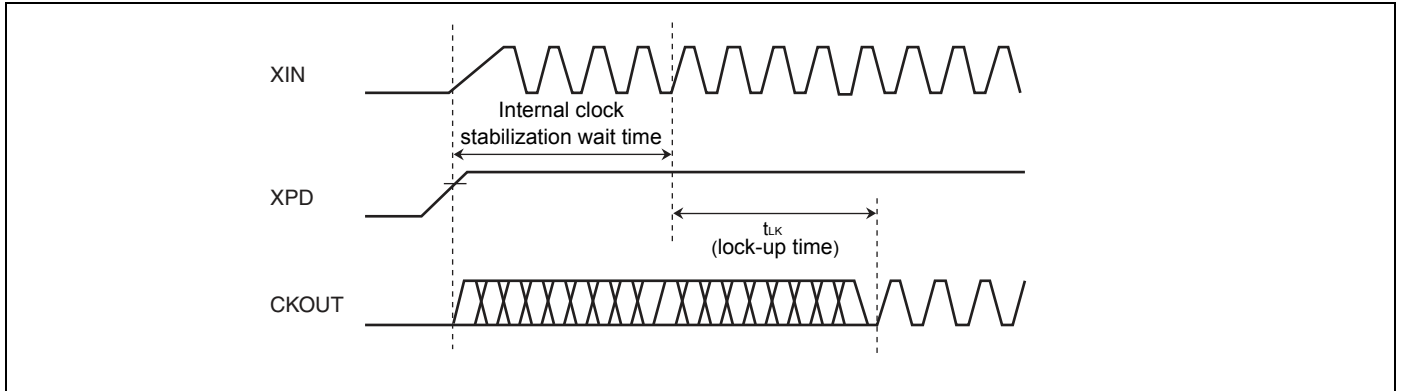 XIN
Internal clock
stabilization wait time
XPD
tLK
(lock-up time)
CKOUT